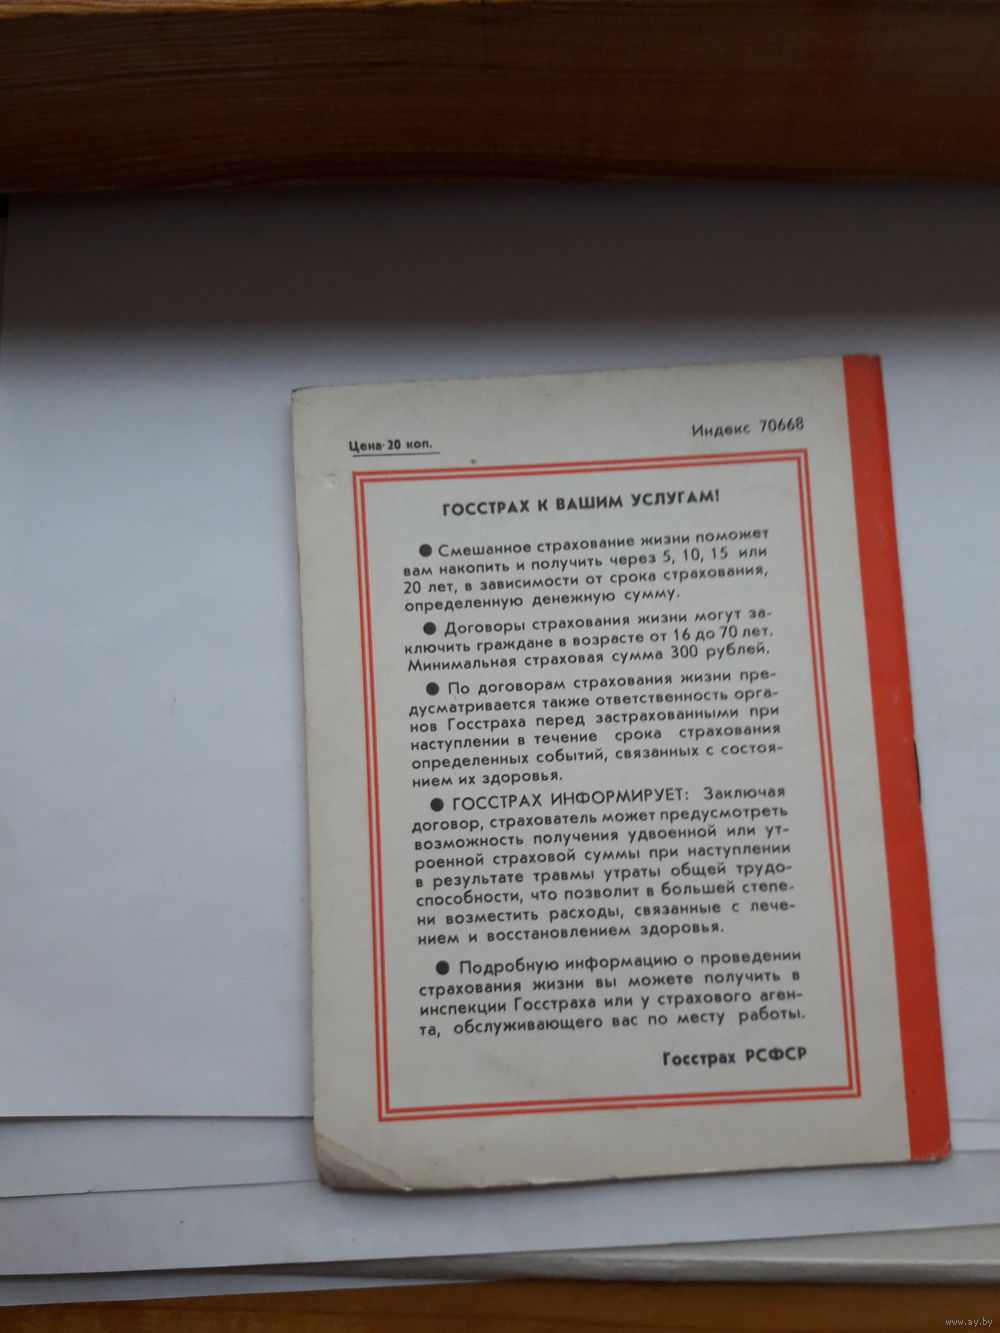 Цена 20 коп.
Индекс 70668
ГОССТРАХ К ВАШИМ УСЛУГАМ!
● Смешанное страхование жизни поможет
вам накопить и получить через 5, 10, 15 или
20 лет, в зависимости от срока страхования,
определенную денежную сумму.
● Договоры страхования жизни могут за-
ключить граждане в возрасте от 16 до 70 лет.
Минимальная страховая сумма 300 рублей.
● По договорам страхования жизни пре-
дусматривается также ответственность орга-
нов Госстраха перед застрахованными при
наступлении в течение срока страхования
определенных событий, связанных с состоя-
нием их здоровья.
● ГОССТРАХ ИНФОРМИРУЕТ: Заключая
договор, страхователь может предусмотреть
возможность получения удвоенной или ут-
роенной страховой суммы при наступлении
в результате травмы утраты общей трудо-
способности, что позволит в большей степе-
ни возместить расходы, связанные с лече-
нием и восстановлением здоровья.
● Подробную информацию о проведении
страхования жизни вы можете получить в
инспекции Госстраха или у страхового аген-
та, обслуживающего вас по месту работы.
Госстрах РСФСР
www.ay.by